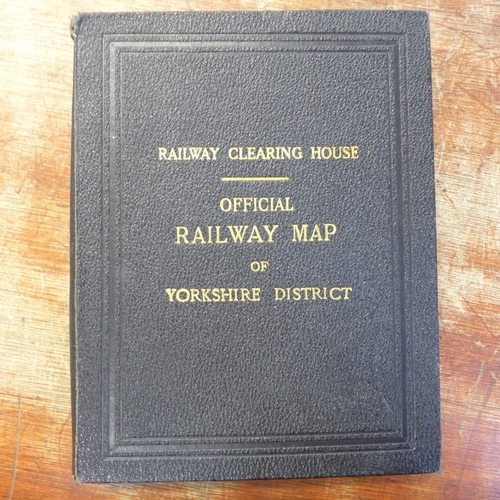 RAILWAY CLEARING HOUSE
OFFICIAL
RAILWAY MAP
OF
YORKSHIRE DISTRICT